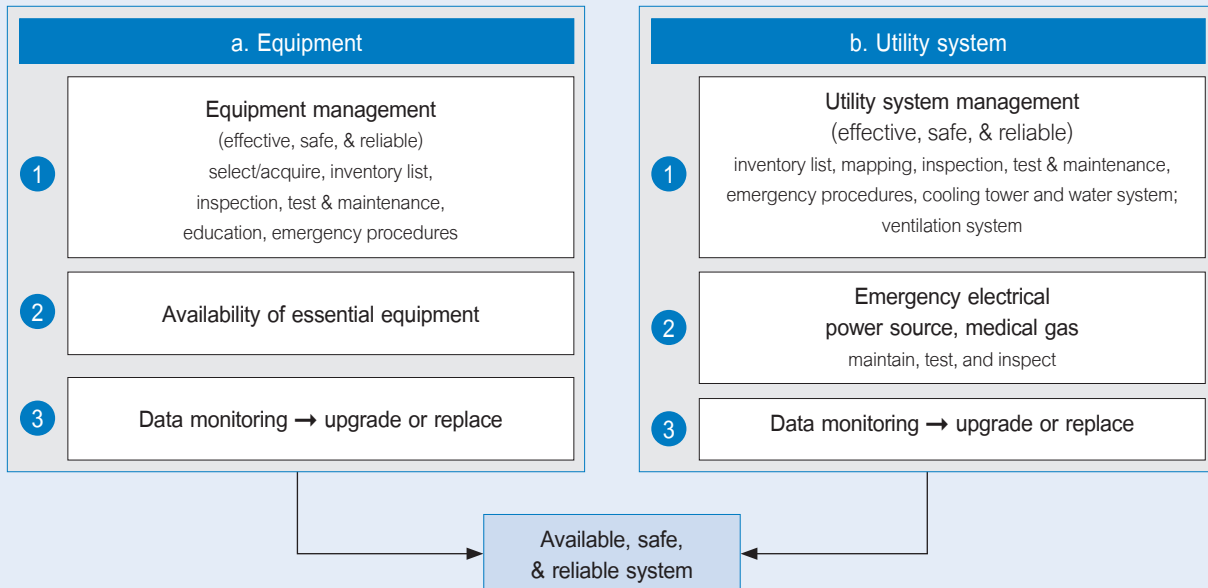 a. Equipment
1
Equipment management
(effective, safe, & reliable)
select/acquire, inventory list,
inspection, test & maintenance,
education, emergency procedures
2
Availability of essential equipment
3
Data monitoring → upgrade or replace
b. Utility system
1
Utility system management
(effective, safe, & reliable)
inventory list, mapping, inspection, test & maintenance,
emergency procedures, cooling tower and water system;
ventilation system
2
Emergency electrical
power source, medical gas
maintain, test, and inspect
3
Data monitoring → upgrade or replace
Available, safe,
& reliable system